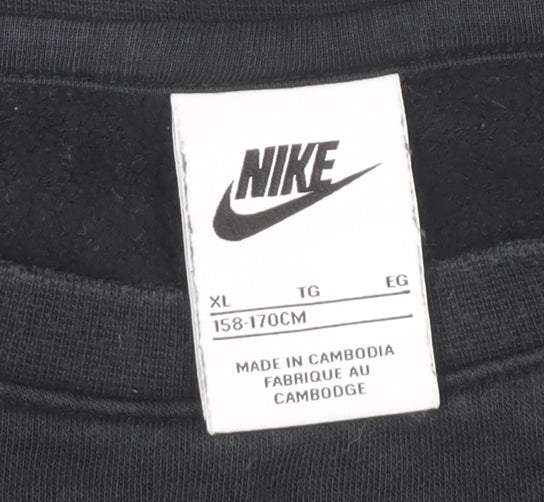 NIKE
XL TG EG
158-170CM
MADE IN CAMBODIA
FABRIQUE AU
CAMBODGE